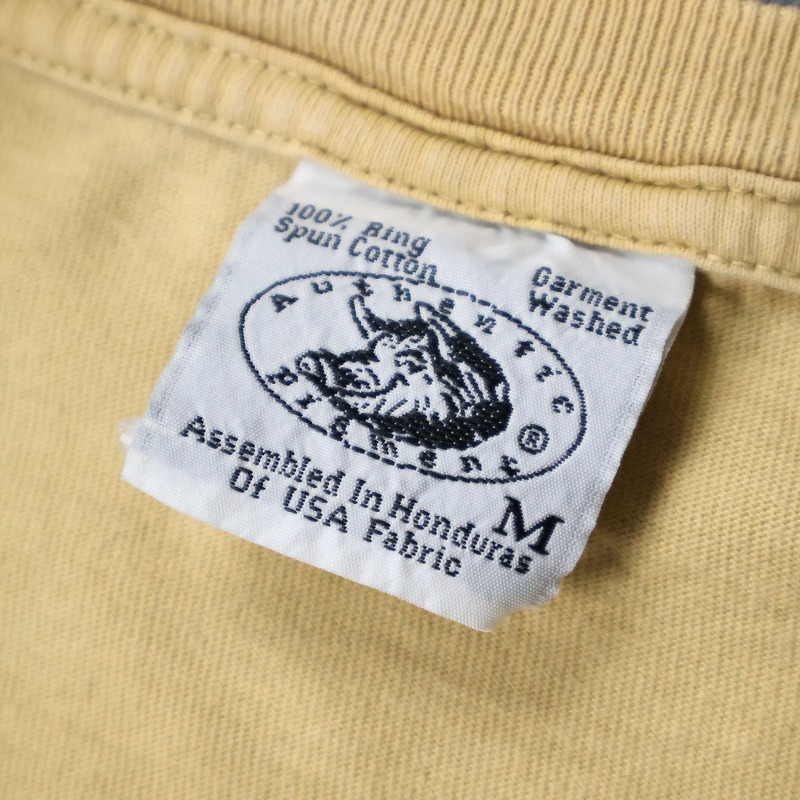 100% Ring
Spun Cotton
Garment
Washed
Authentic
pigment®
M
Assembled In Honduras
Of USA Fabric